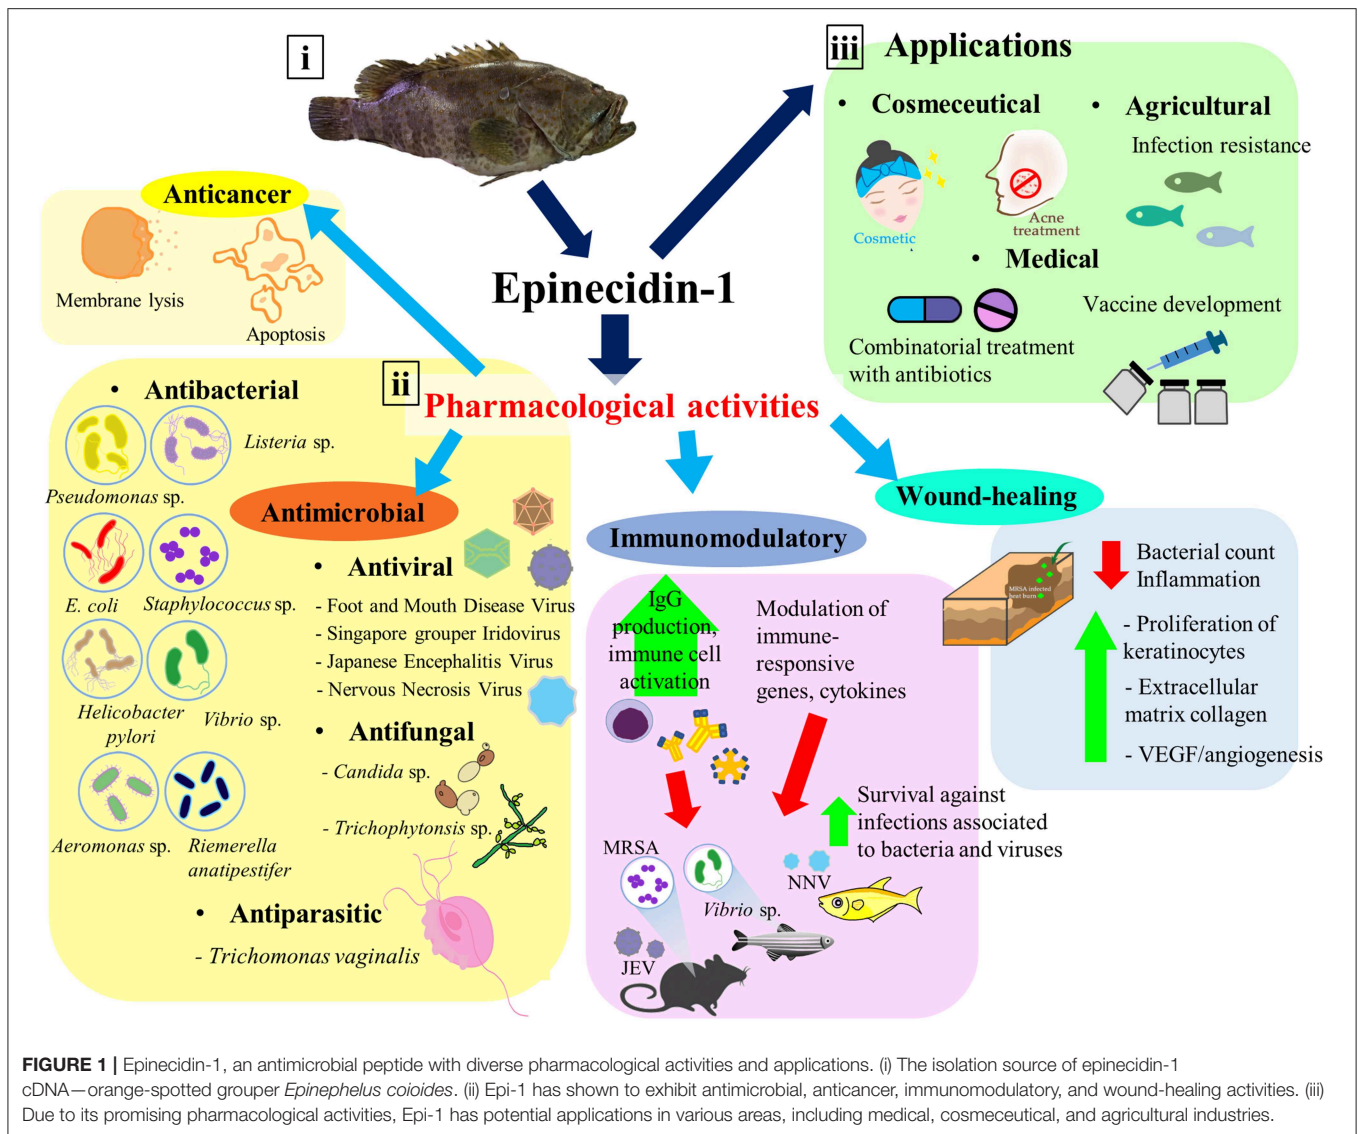 i
iii Applications
• Cosmeceutical
• Agricultural
Infection resistance
Cosmetic
Acne
treatment
• Medical
Combinatorial treatment
with antibiotics
Vaccine development
Anticancer
Membrane lysis
Apoptosis
Epinecidin-1
ii
Pharmacological activities
• Antibacterial
Listeria sp.
Pseudomonas sp.
E. coli
Staphylococcus sp.
Helicobacter
pylori
Vibrio sp.
Aeromonas sp.
Riemerella
anatipestifer
Antimicrobial
• Antiviral
- Foot and Mouth Disease Virus
- Singapore grouper Iridovirus
- Japanese Encephalitis Virus
- Nervous Necrosis Virus
• Antifungal
- Candida sp.
- Trichophytonsis sp.
• Antiparasitic
- Trichomonas vaginalis
Immunomodulatory
IgG
production,
immune cell
activation
Modulation of
immune-
responsive
genes, cytokines
Survival against
infections associated
to bacteria and viruses
MRSA
Vibrio sp.
NNV
JEV
Wound-healing
MRSA infected
heat burn
Bacterial count
Inflammation
- Proliferation of
keratinocytes
- Extracellular
matrix collagen
- VEGF/angiogenesis
FIGURE 1 | Epinecidin-1, an antimicrobial peptide with diverse pharmacological activities and applications. (i) The isolation source of epinecidin-1
cDNA—orange-spotted grouper Epinephelus coioides. (ii) Epi-1 has shown to exhibit antimicrobial, anticancer, immunomodulatory, and wound-healing activities. (iii)
Due to its promising pharmacological activities, Epi-1 has potential applications in various areas, including medical, cosmeceutical, and agricultural industries.